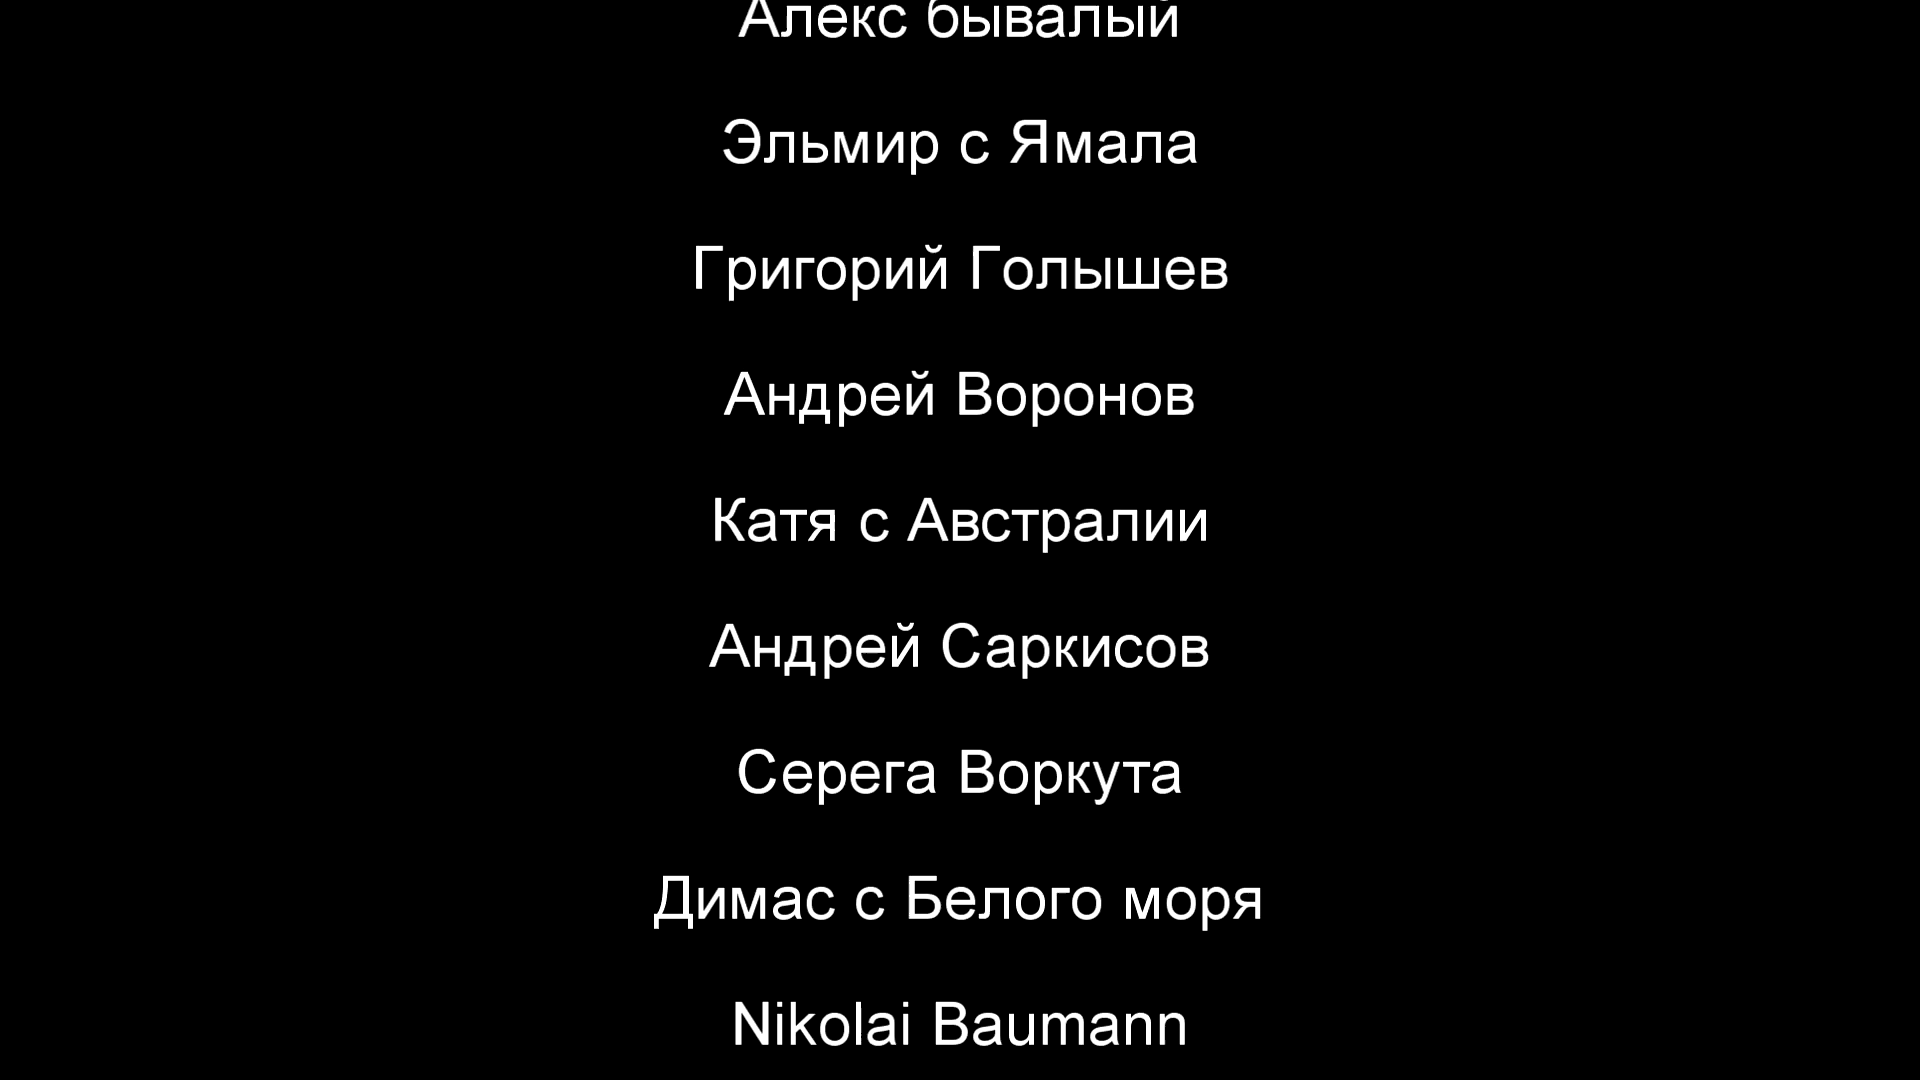 Алекс бывалый
Эльмир с Ямала
Григорий Голышев
Андрей Воронов
Катя с Австралии
Андрей Саркисов
Серега Воркута
Димас с Белого моря
Nikolai Baumann